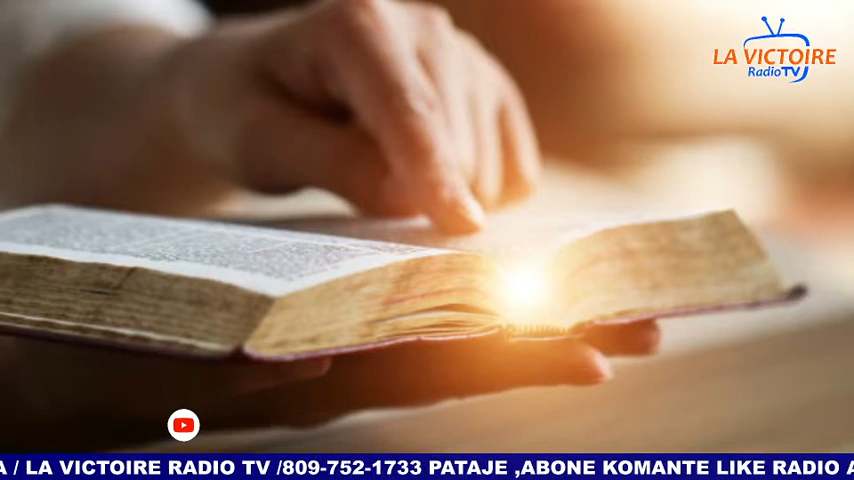 LA VICTOIRE
RadioTV
A / LA VICTOIRE RADIO TV /809-752-1733 PATAJE ,ABONE KOMANTE LIKE RADIO A